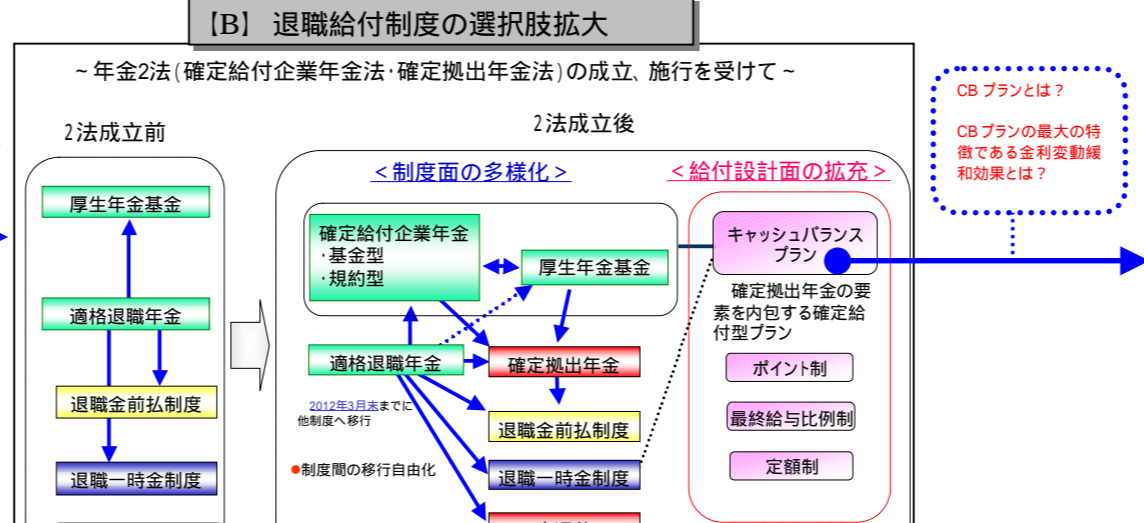 【B】 退職給付制度の選択肢拡大
~年金2法(確定給付企業年金法･確定拠出年金法)の成立、施行を受けて~
2法成立前
厚生年金基金
適格退職年金
退職金前払制度
退職一時金制度
2法成立後
<制度面の多様化>
確定給付企業年金
･基金型
･規約型
厚生年金基金
適格退職年金
確定拠出年金
2012年3月末までに
他制度へ移行
退職金前払制度
●制度間の移行自由化
退職一時金制度
<給付設計面の拡充>
キャッシュバランス
プラン
確定拠出年金の要
素を内包する確定給
付型プラン
ポイント制
最終給与比例制
定額制
CBプランとは？
CBプランの最大の特
徴である金利変動緩
和効果とは？